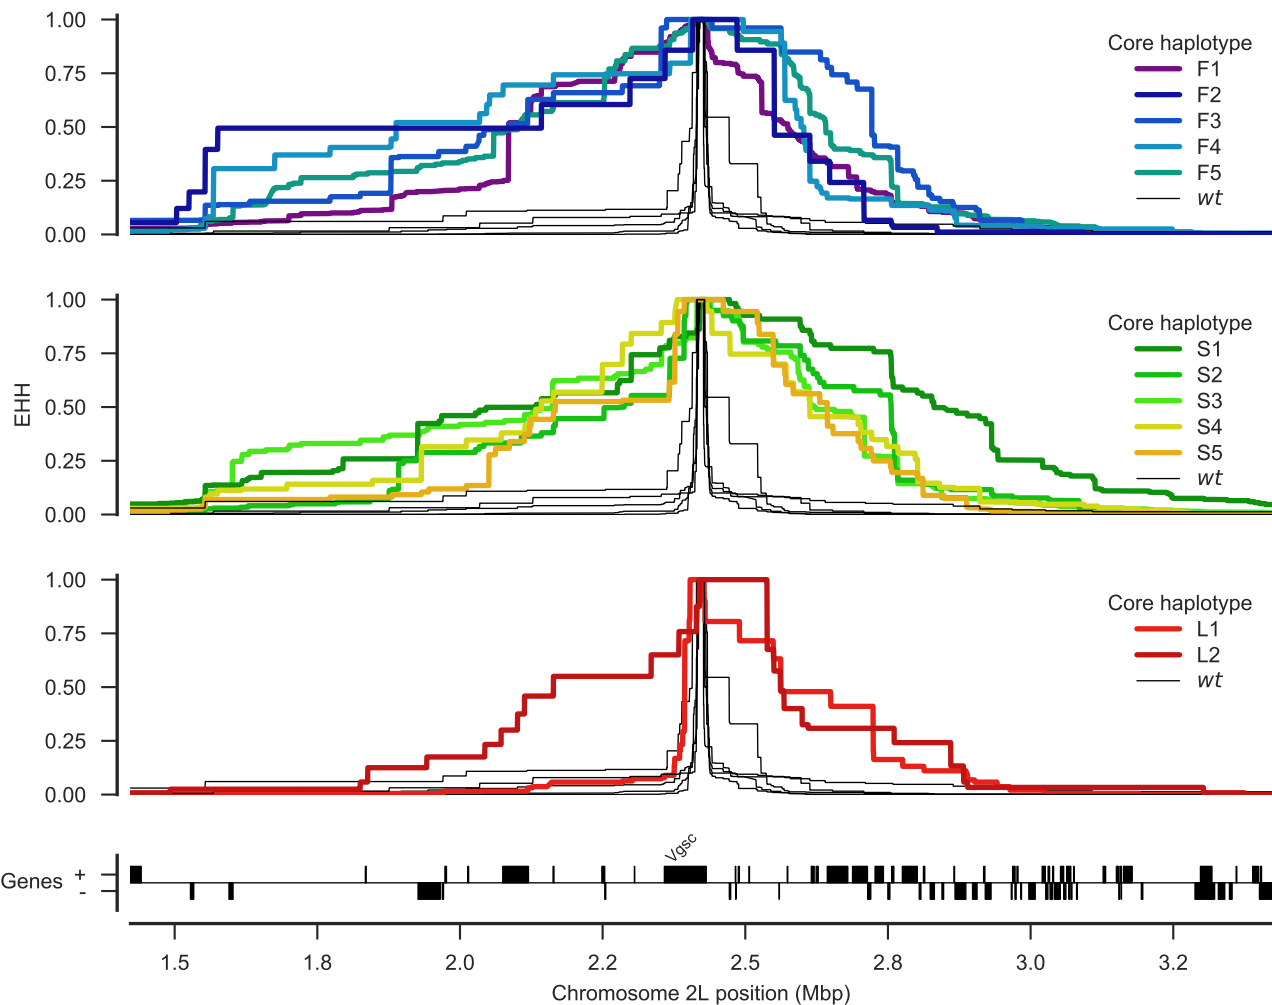 1.00
0.75
0.50
0.25
0.00
Core haplotype
F1
F2
F3
F4
F5
wt
1.00
0.75
0.50
0.25
0.00
EHH
Core haplotype
S1
S2
S3
S4
S5
wt
1.00
0.75
0.50
0.25
0.00
Core haplotype
L1
L2
wt
Vgsc
Genes
+
-
1.5 1.8 2.0 2.2 2.5 2.8 3.0 3.2
Chromosome 2L position (Mbp)